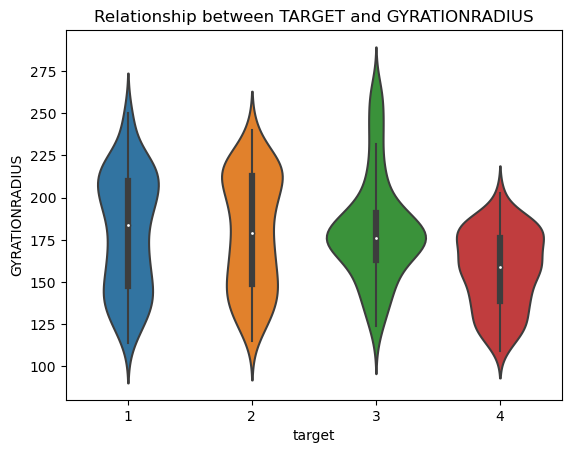 Relationship between TARGET and GYRATIONRADIUS
GYRATIONRADIUS
275
250
225
200
175
150
125
100
1 2 3 4
target